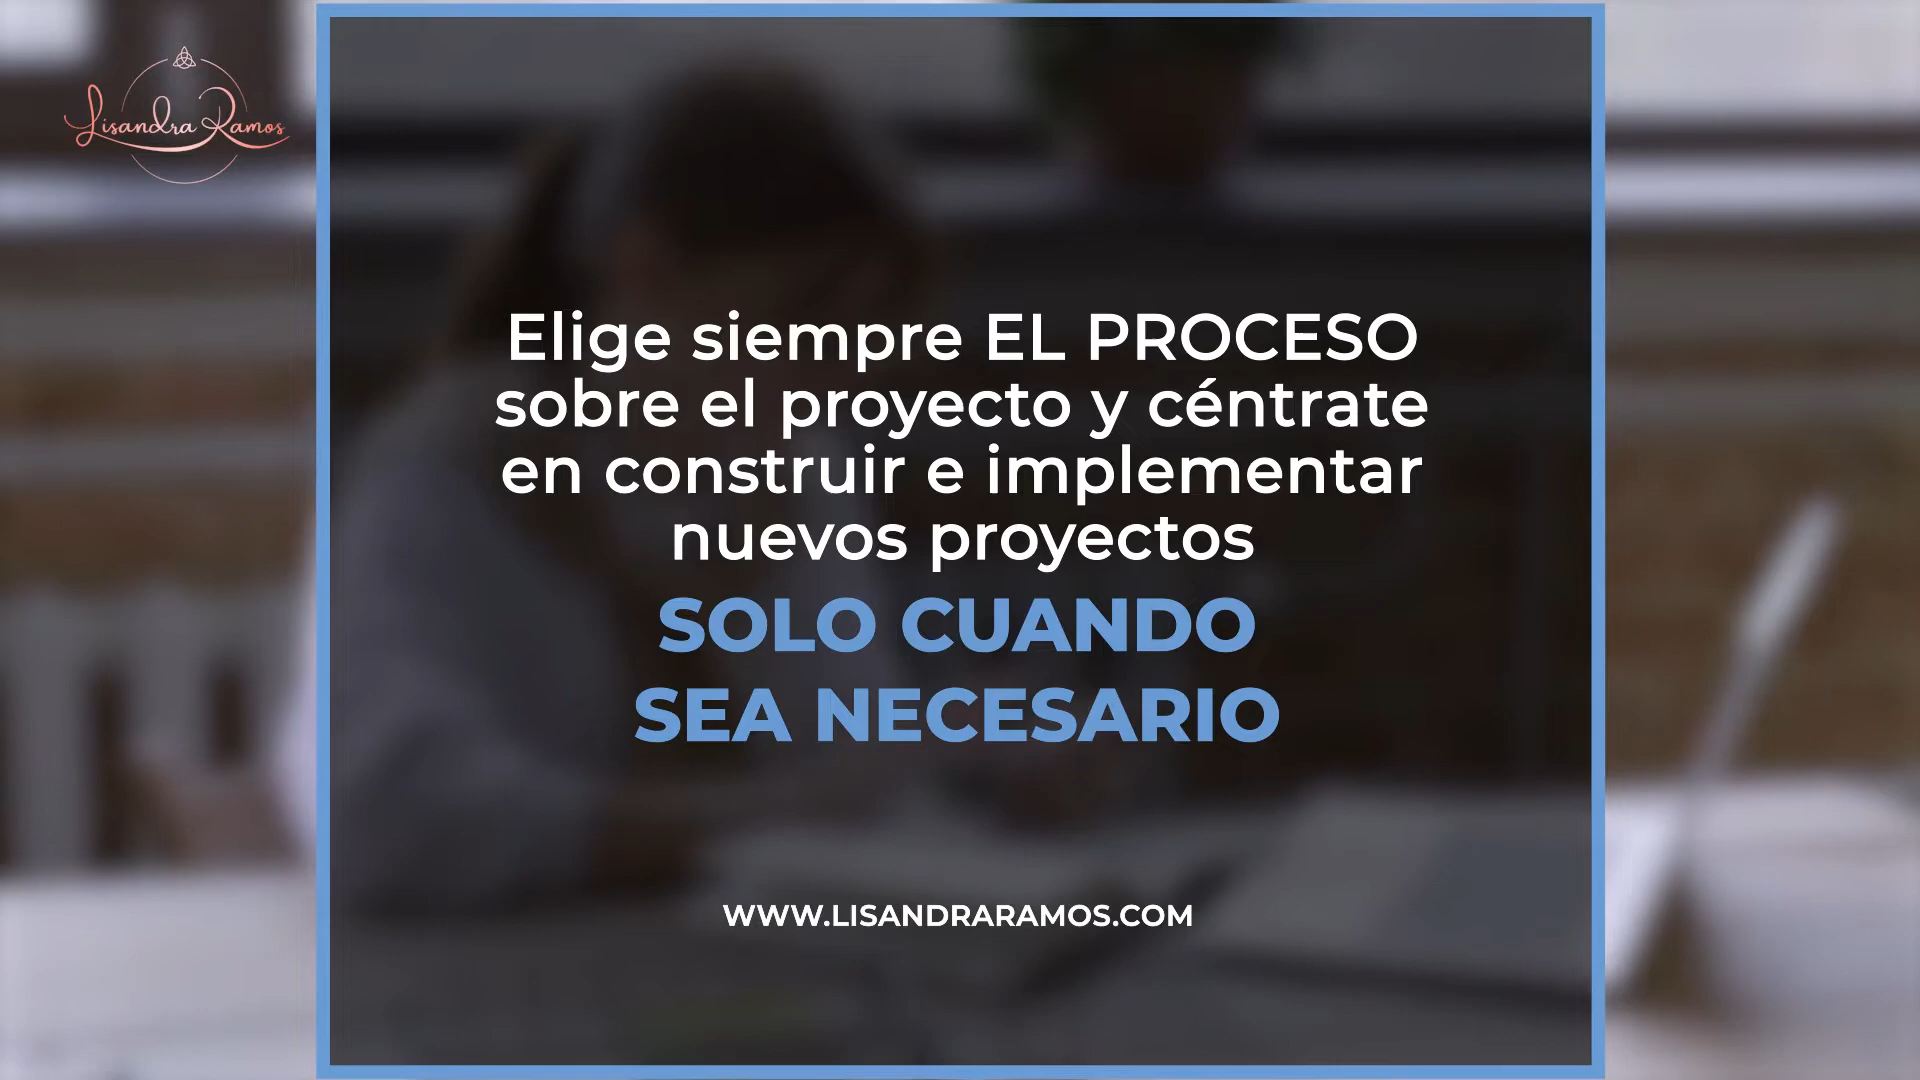 Lisandra Ramos
Elige siempre EL PROCESO
sobre el proyecto y céntrate
en construir e implementar
nuevos proyectos
SOLO CUANDO
SEA NECESARIO
WWW.LISANDRARAMOS.COM